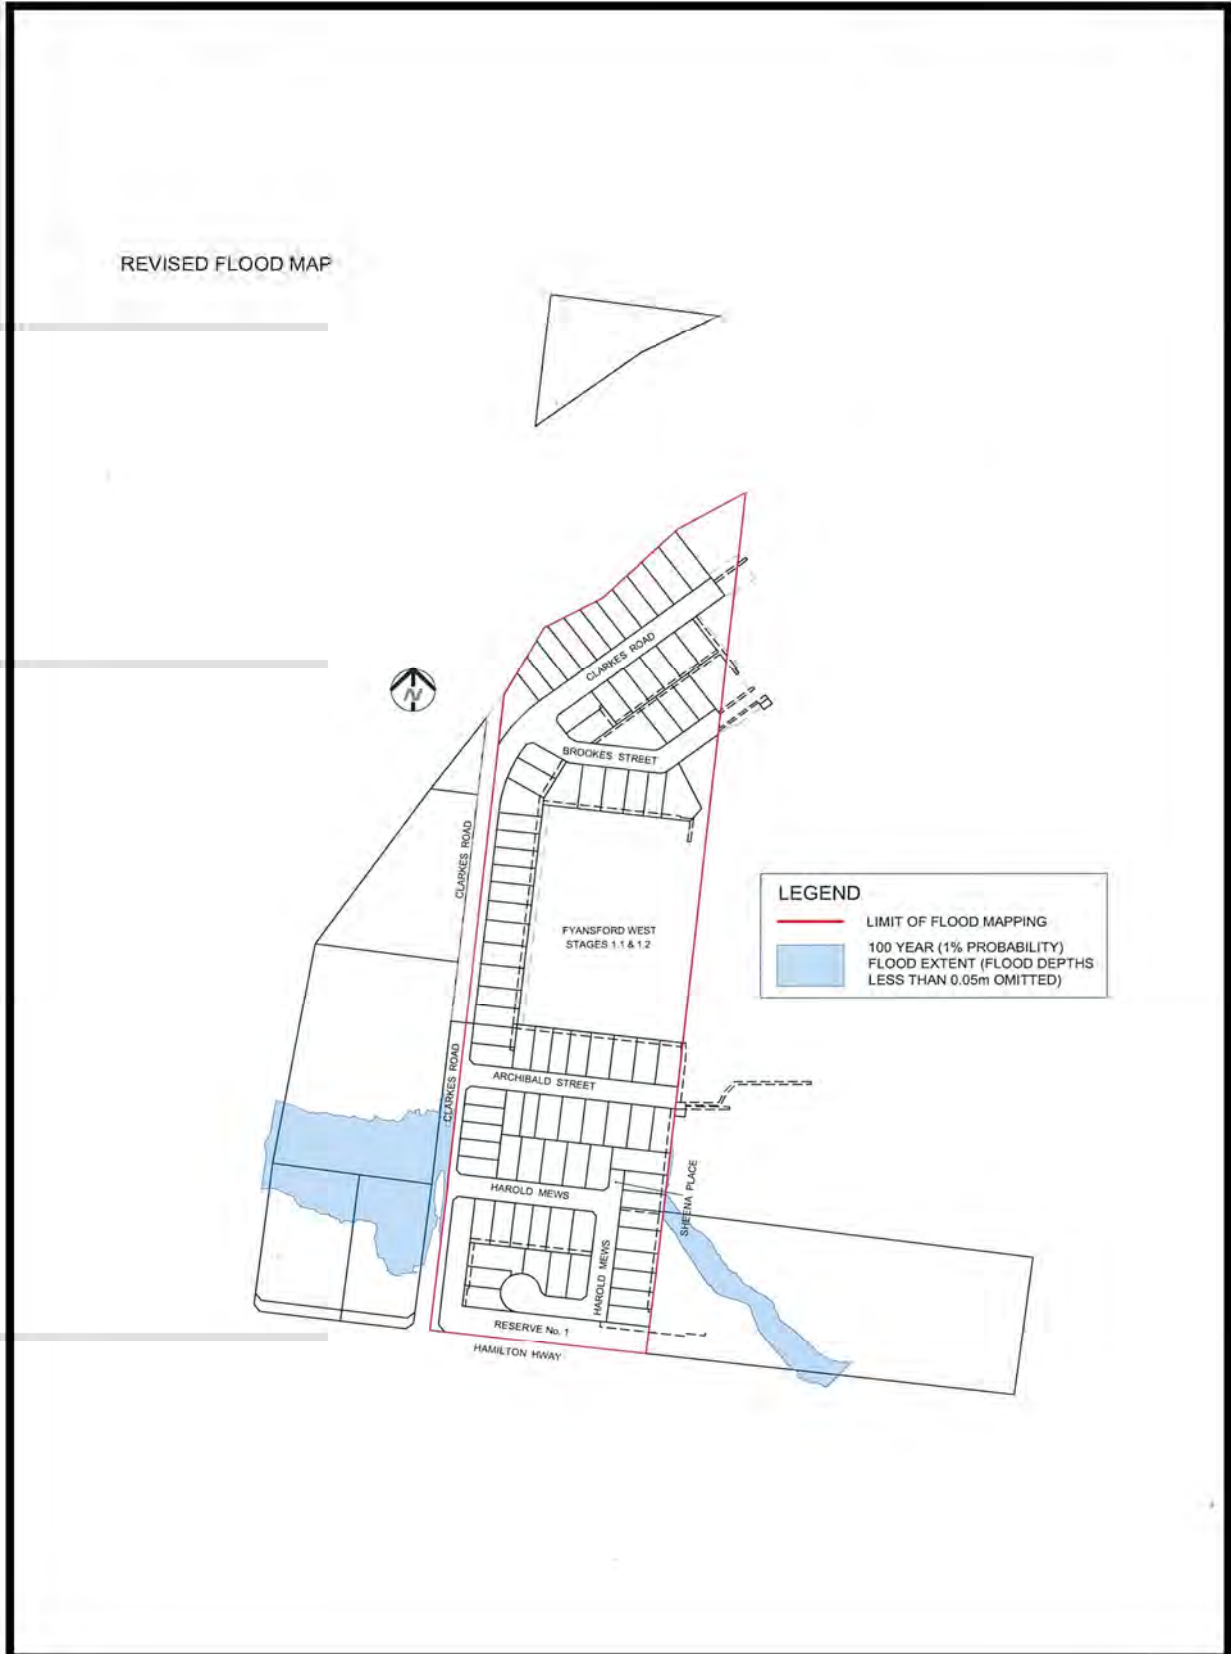 REVISED FLOOD MAP
CLARKES ROAD
N
BROOKES STREET
CLARKES ROAD
LEGEND
LIMIT OF FLOOD MAPPING
100 YEAR (1% PROBABILITY)
FLOOD EXTENT (FLOOD DEPTHS
LESS THAN 0.05m OMITTED)
FYANSFORD WEST
STAGES 1.1 & 1.2
CLARKES ROAD
ARCHIBALD STREET
HAROLD MEWS
SHEENA PLACE
HAROLD MEWS
RESERVE No. 1
HAMILTON HWAY